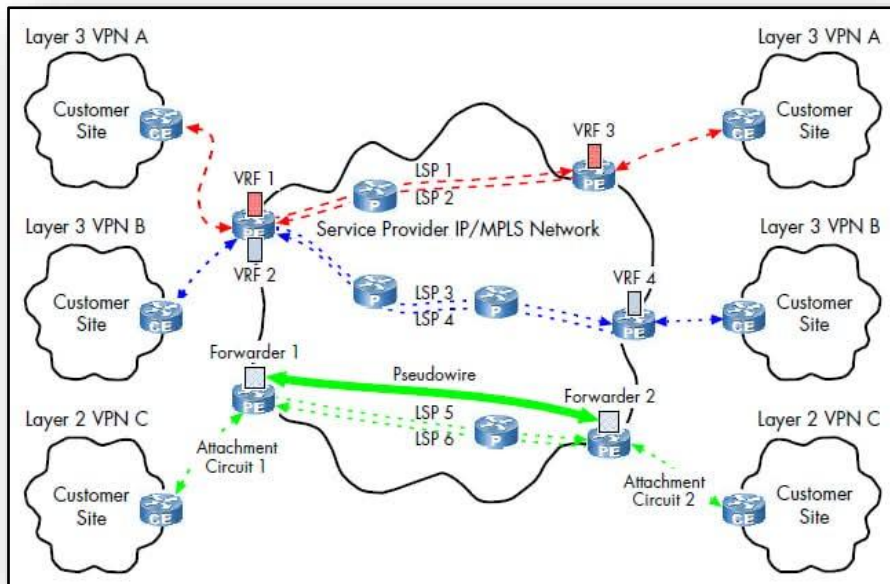 Layer 3 VPN A
Layer 3 VPN A
Customer
Site
CE
Customer
Site
CE
VRF 3
VRF 1
LSP 1
LSP 2
PE
P
PE
Layer 3 VPN B
Service Provider IP/MPLS Network
Layer 3 VPN B
VRF 2
VRF 4
Customer
Site
CE
P
LSP 3
LSP 4
P
PE
Customer
Site
CE
Forwarder 1
Pseudowire
Forwarder 2
PE
LSP 5
LSP 6
P
PE
Layer 2 VPN C
Layer 2 VPN C
Attachment
Circuit 1
Attachment
Circuit 2
Customer
Site
CE
Customer
Site
CE